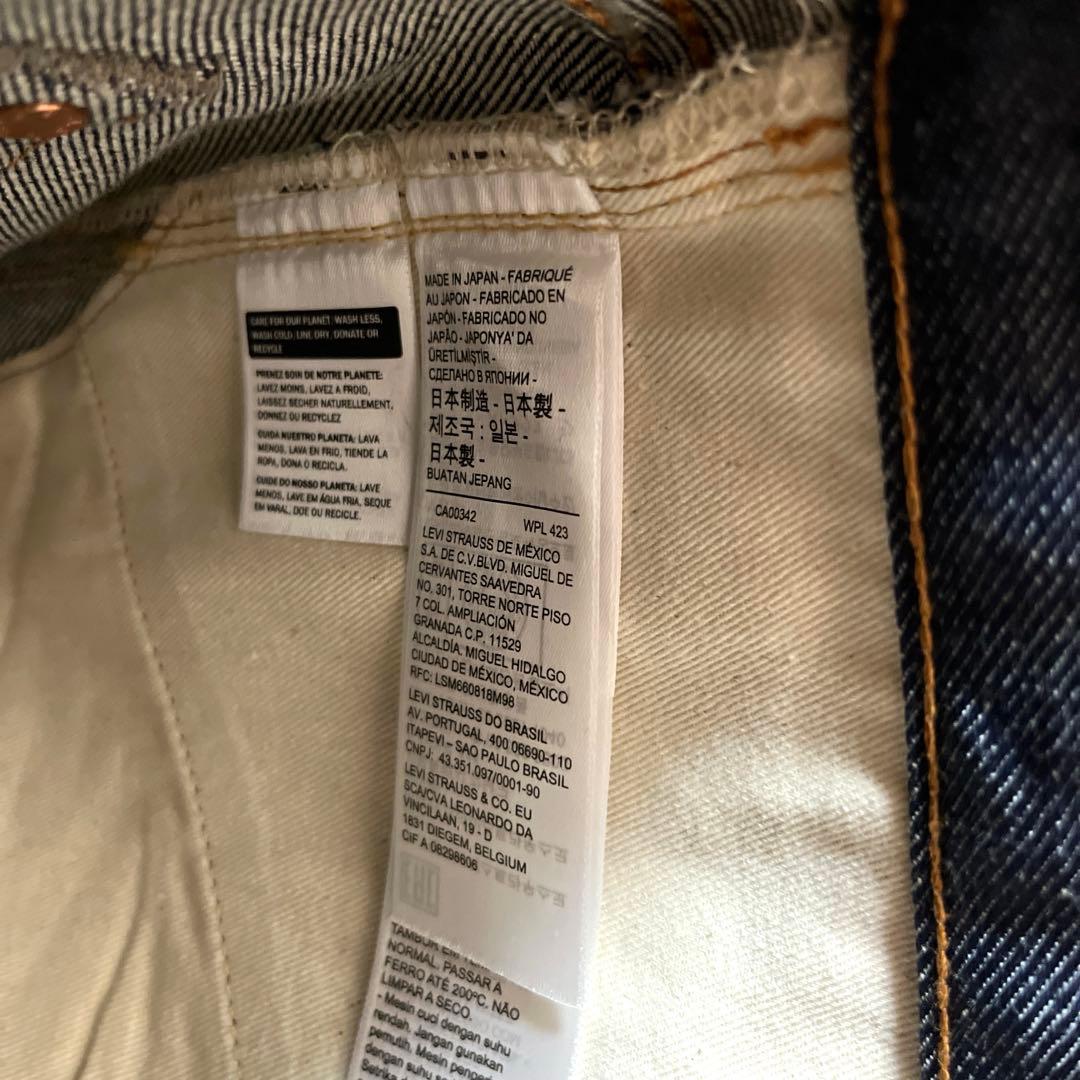 CARE FOR OUR PLANET: WASH LESS,
WASH COLD, LINE DRY, DONATE OR
RECYCLE
PRENEZ SOIN DE NOTRE PLANETE:
LAVEZ MOINS, LAVEZ A FROID,
LAISSEZ SECHER NATURELLEMENT,
DONNEZ OU RECYCLEZ
CUIDA NUESTRO PLANETA: LAVA
MENOS, LAVA EN FRIO, TIENDE LA
ROPA, DONA O RECICLA.
CUIDE DO NOSSO PLANETA: LAVE
MENOS, LAVE EM ÁGUA FRIA, SEQUE
EM VARAL, DOE OU RECICLE.
MADE IN JAPAN - FABRIQUÉ
AU JAPON - FABRICADO EN
JAPÓN - FABRICADO NO
JAPÃO - JAPONYA' DA
ÜRETİLMİŞTİR -
СДЕЛАНО В ЯПОНИИ -
日本制造 - 日本製 -
제조국 : 일본 -
日本製 -
BUATAN JEPANG
CA00342 WPL 423
LEVI STRAUSS DE MÉXICO
S.A. DE C.V.BLVD. MIGUEL DE
CERVANTES SAAVEDRA
NO. 301, TORRE NORTE PISO
7 COL. AMPLIACIÓN
GRANADA C.P. 11529
ALCALDÍA. MIGUEL HIDALGO
CIUDAD DE MÉXICO, MÉXICO
RFC: LSM660818M98
LEVI STRAUSS DO BRASIL
AV. PORTUGAL, 400 06690-110
ITAPEVI – SAO PAULO BRASIL
CNPJ: 43.351.097/0001-90
LEVI STRAUSS & CO. EU
SCA/CVA LEONARDO DA
VINCILAAN, 19 - D
1831 DIEGEM, BELGIUM
CIF A 08298606
TAMBOR EM
NORMAL. PASSAR A
FERRO ATÉ 200ºC. NÃO
LIMPAR A SECO.
- Mesin cuci dengan suhu
rendah. Jangan gunakan
pemutih. Mesin
dengan suhu
Setrika